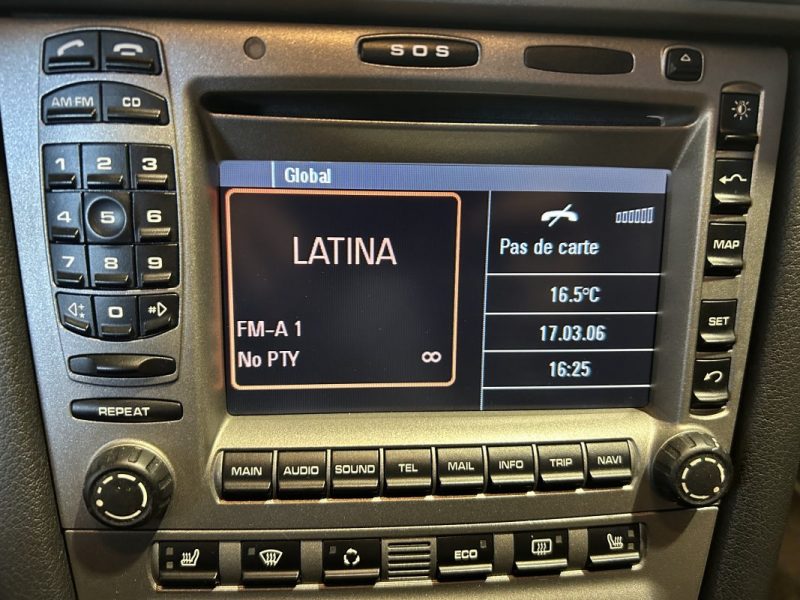 SOS
AM FM CD
1 2 3
4 5 6
7 8 9
* 0 #
REPEAT
Global
LATINA
FM-A 1
No PTY ∞
Pas de carte
16.5°C
17.03.06
16:25
MAP
SET
MAIN AUDIO SOUND TEL MAIL INFO TRIP NAVI
ECO